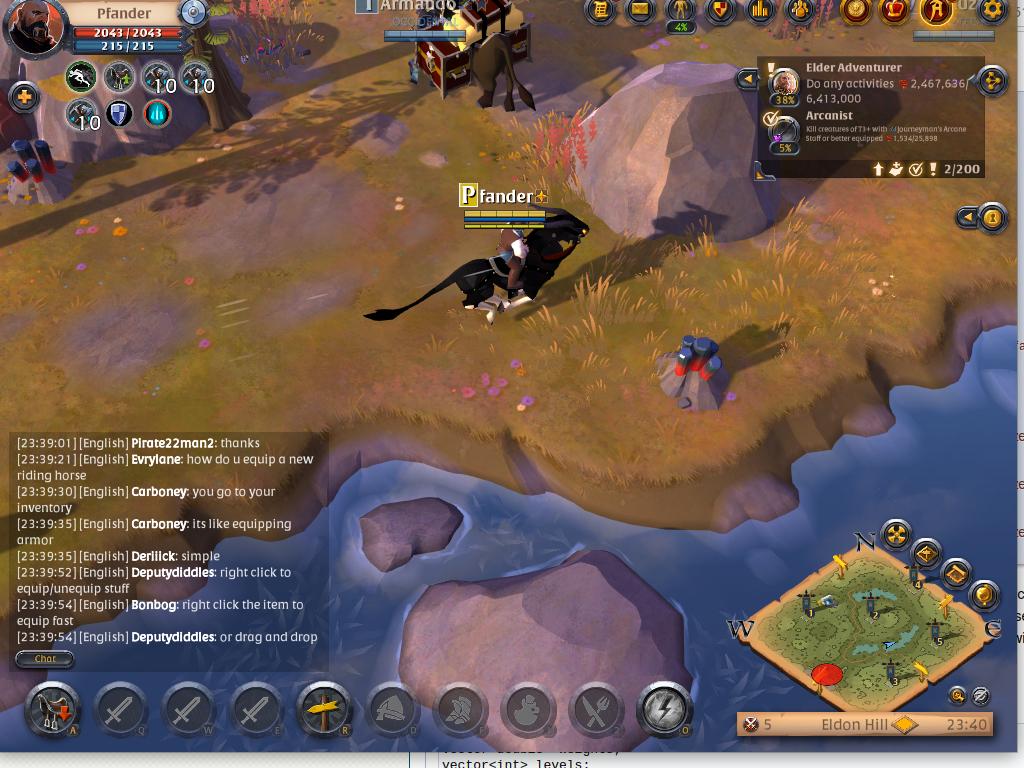 Pfander
2043 / 2043
215 / 215
10 10
10
Armando
4%
Elder Adventurer
Do any activities 2,467,636/
6,413,000
38%
Arcanist
Kill creatures of T3+ with Journeyman's Arcane
Staff or better equipped 1,534/25,898
5%
2/200
Pfander
[23:39:01] [English] Pirate22man2: thanks
[23:39:21] [English] Evrylane: how do u equip a new
riding horse
[23:39:30] [English] Carboney: you go to your
inventory
[23:39:35] [English] Carboney: its like equipping
armor
[23:39:35] [English] Derilick: simple
[23:39:52] [English] Deputydiddles: right click to
equip/unequip stuff
[23:39:54] [English] Bonbog: right click the item to
equip fast
[23:39:54] [English] Deputydiddles: or drag and drop
Chat
A Q W E R D F O
N
W E
1 2 3 4 5
5 Eldon Hill 23:40
vector<int> levels;